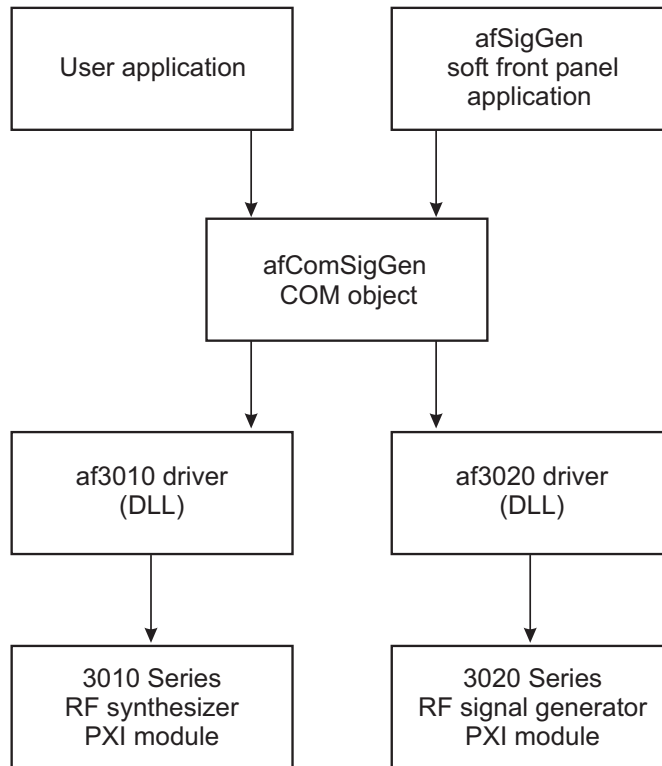 User application
afSigGen
soft front panel
application
afComSigGen
COM object
af3010 driver
(DLL)
af3020 driver
(DLL)
3010 Series
RF synthesizer
PXI module
3020 Series
RF signal generator
PXI module